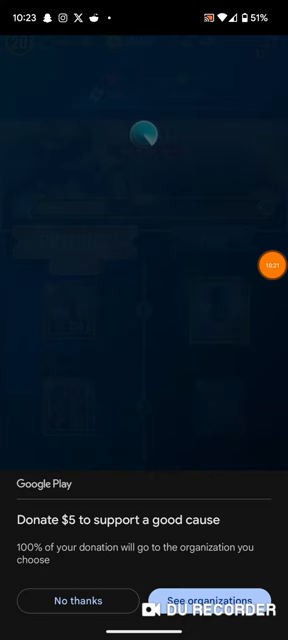 10:23
51%
20
10:21
Google Play
Donate $5 to support a good cause
100% of your donation will go to the organization you
choose
No thanks
See organizations
DU RECORDER